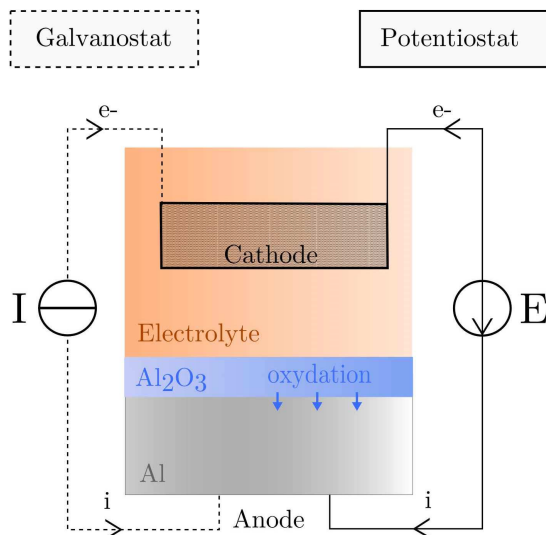 Galvanostat
Potentiostat
e-
e-
Cathode
I
E
Electrolyte
Al₂O₃
oxydation
Al
i
i
Anode